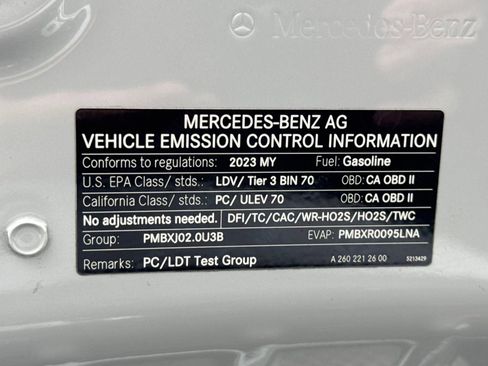 Mercedes-Benz
MERCEDES-BENZ AG
VEHICLE EMISSION CONTROL INFORMATION
Conforms to regulations: 2023 MY Fuel: Gasoline
U.S. EPA Class/ stds.: LDV/ Tier 3 BIN 70 OBD: CA OBD II
California Class/ stds.: PC/ ULEV 70 OBD: CA OBD II
No adjustments needed. DFI/TC/CAC/WR-HO2S/HO2S/TWC
Group: PMBXJ02.0U3B EVAP: PMBXR0095LNA
Remarks: PC/LDT Test Group A 260 221 26 00 5213429